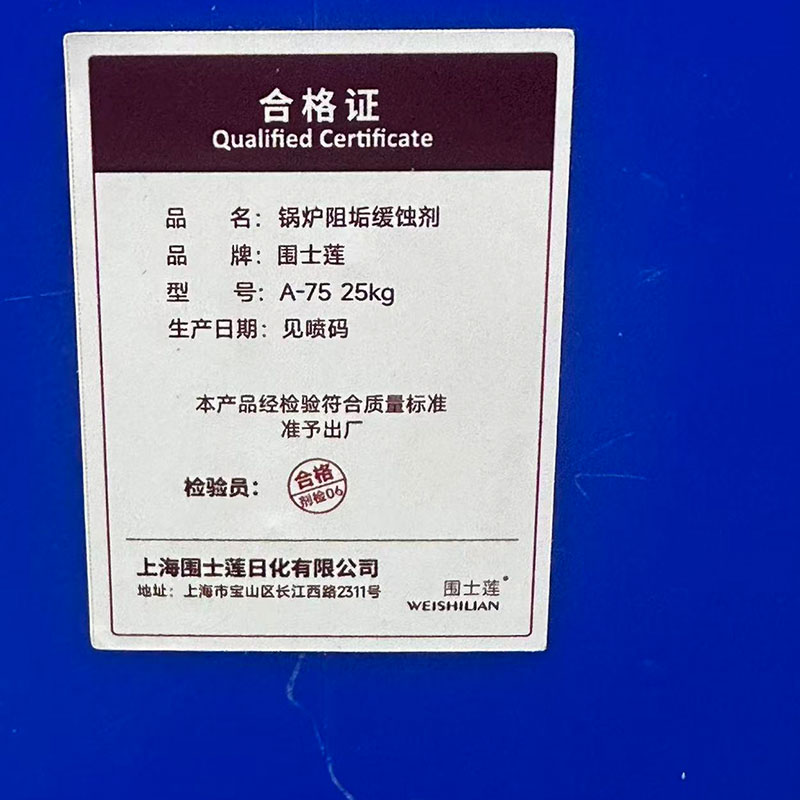 合格证
Qualified Certificate
品 名：锅炉阻垢缓蚀剂
品 牌：围士莲
型 号：A-75 25kg
生产日期：见喷码
本产品经检验符合质量标准
准予出厂
检验员：
合格
剂检06
上海围士莲日化有限公司
地址：上海市宝山区长江西路2311号
围士莲
WEISHILIAN